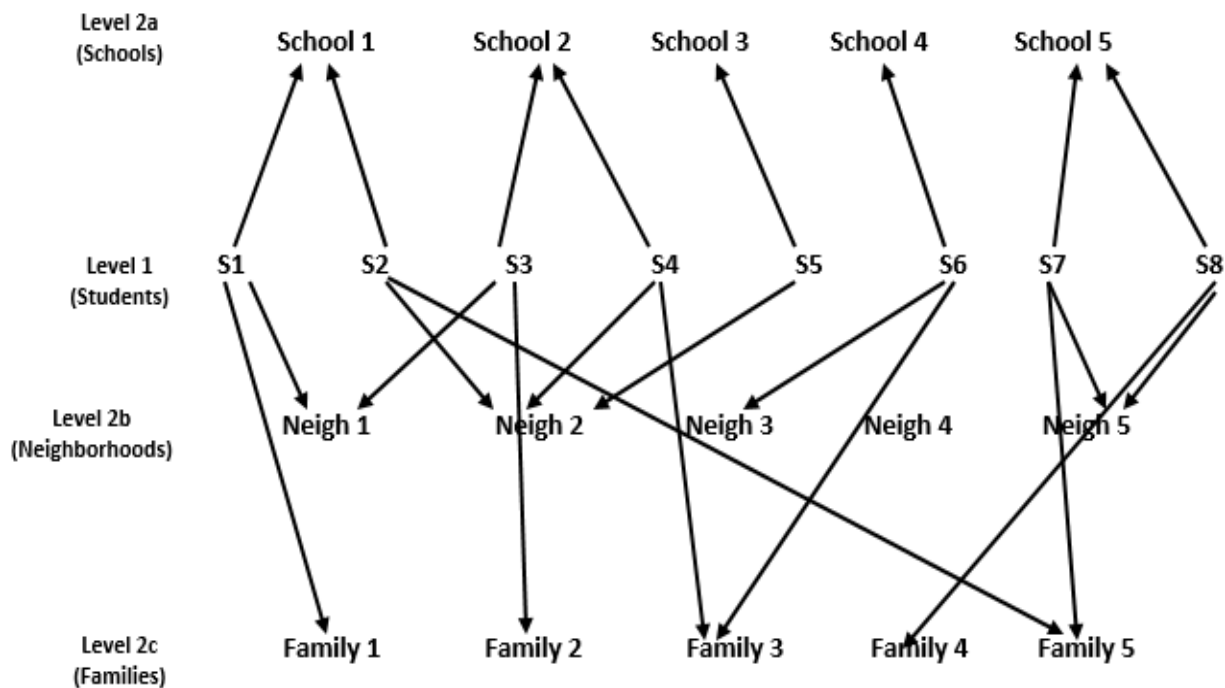 Level 2a
(Schools)
School 1 School 2 School 3 School 4 School 5
Level 1
(Students)
S1 S2 S3 S4 S5 S6 S7 S8
Level 2b
(Neighborhoods)
Neigh 1 Neigh 2 Neigh 3 Neigh 4 Neigh 5
Level 2c
(Families)
Family 1 Family 2 Family 3 Family 4 Family 5